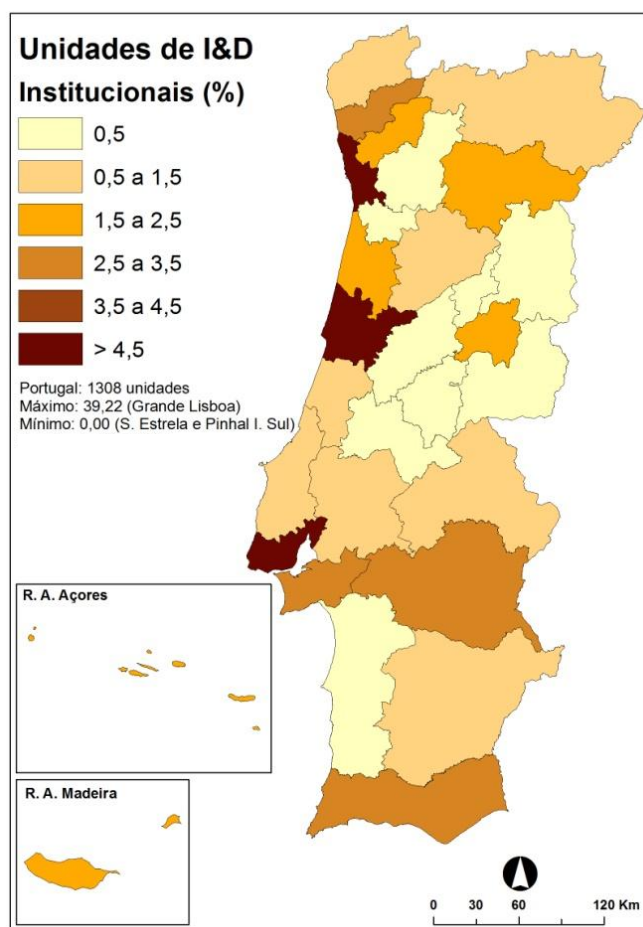 Unidades de I&D
Institucionais (%)
0,5
0,5 a 1,5
1,5 a 2,5
2,5 a 3,5
3,5 a 4,5
> 4,5
Portugal: 1308 unidades
Máximo: 39,22 (Grande Lisboa)
Mínimo: 0,00 (S. Estrela e Pinhal I. Sul)
R. A. Açores
R. A. Madeira
0 30 60 120 Km